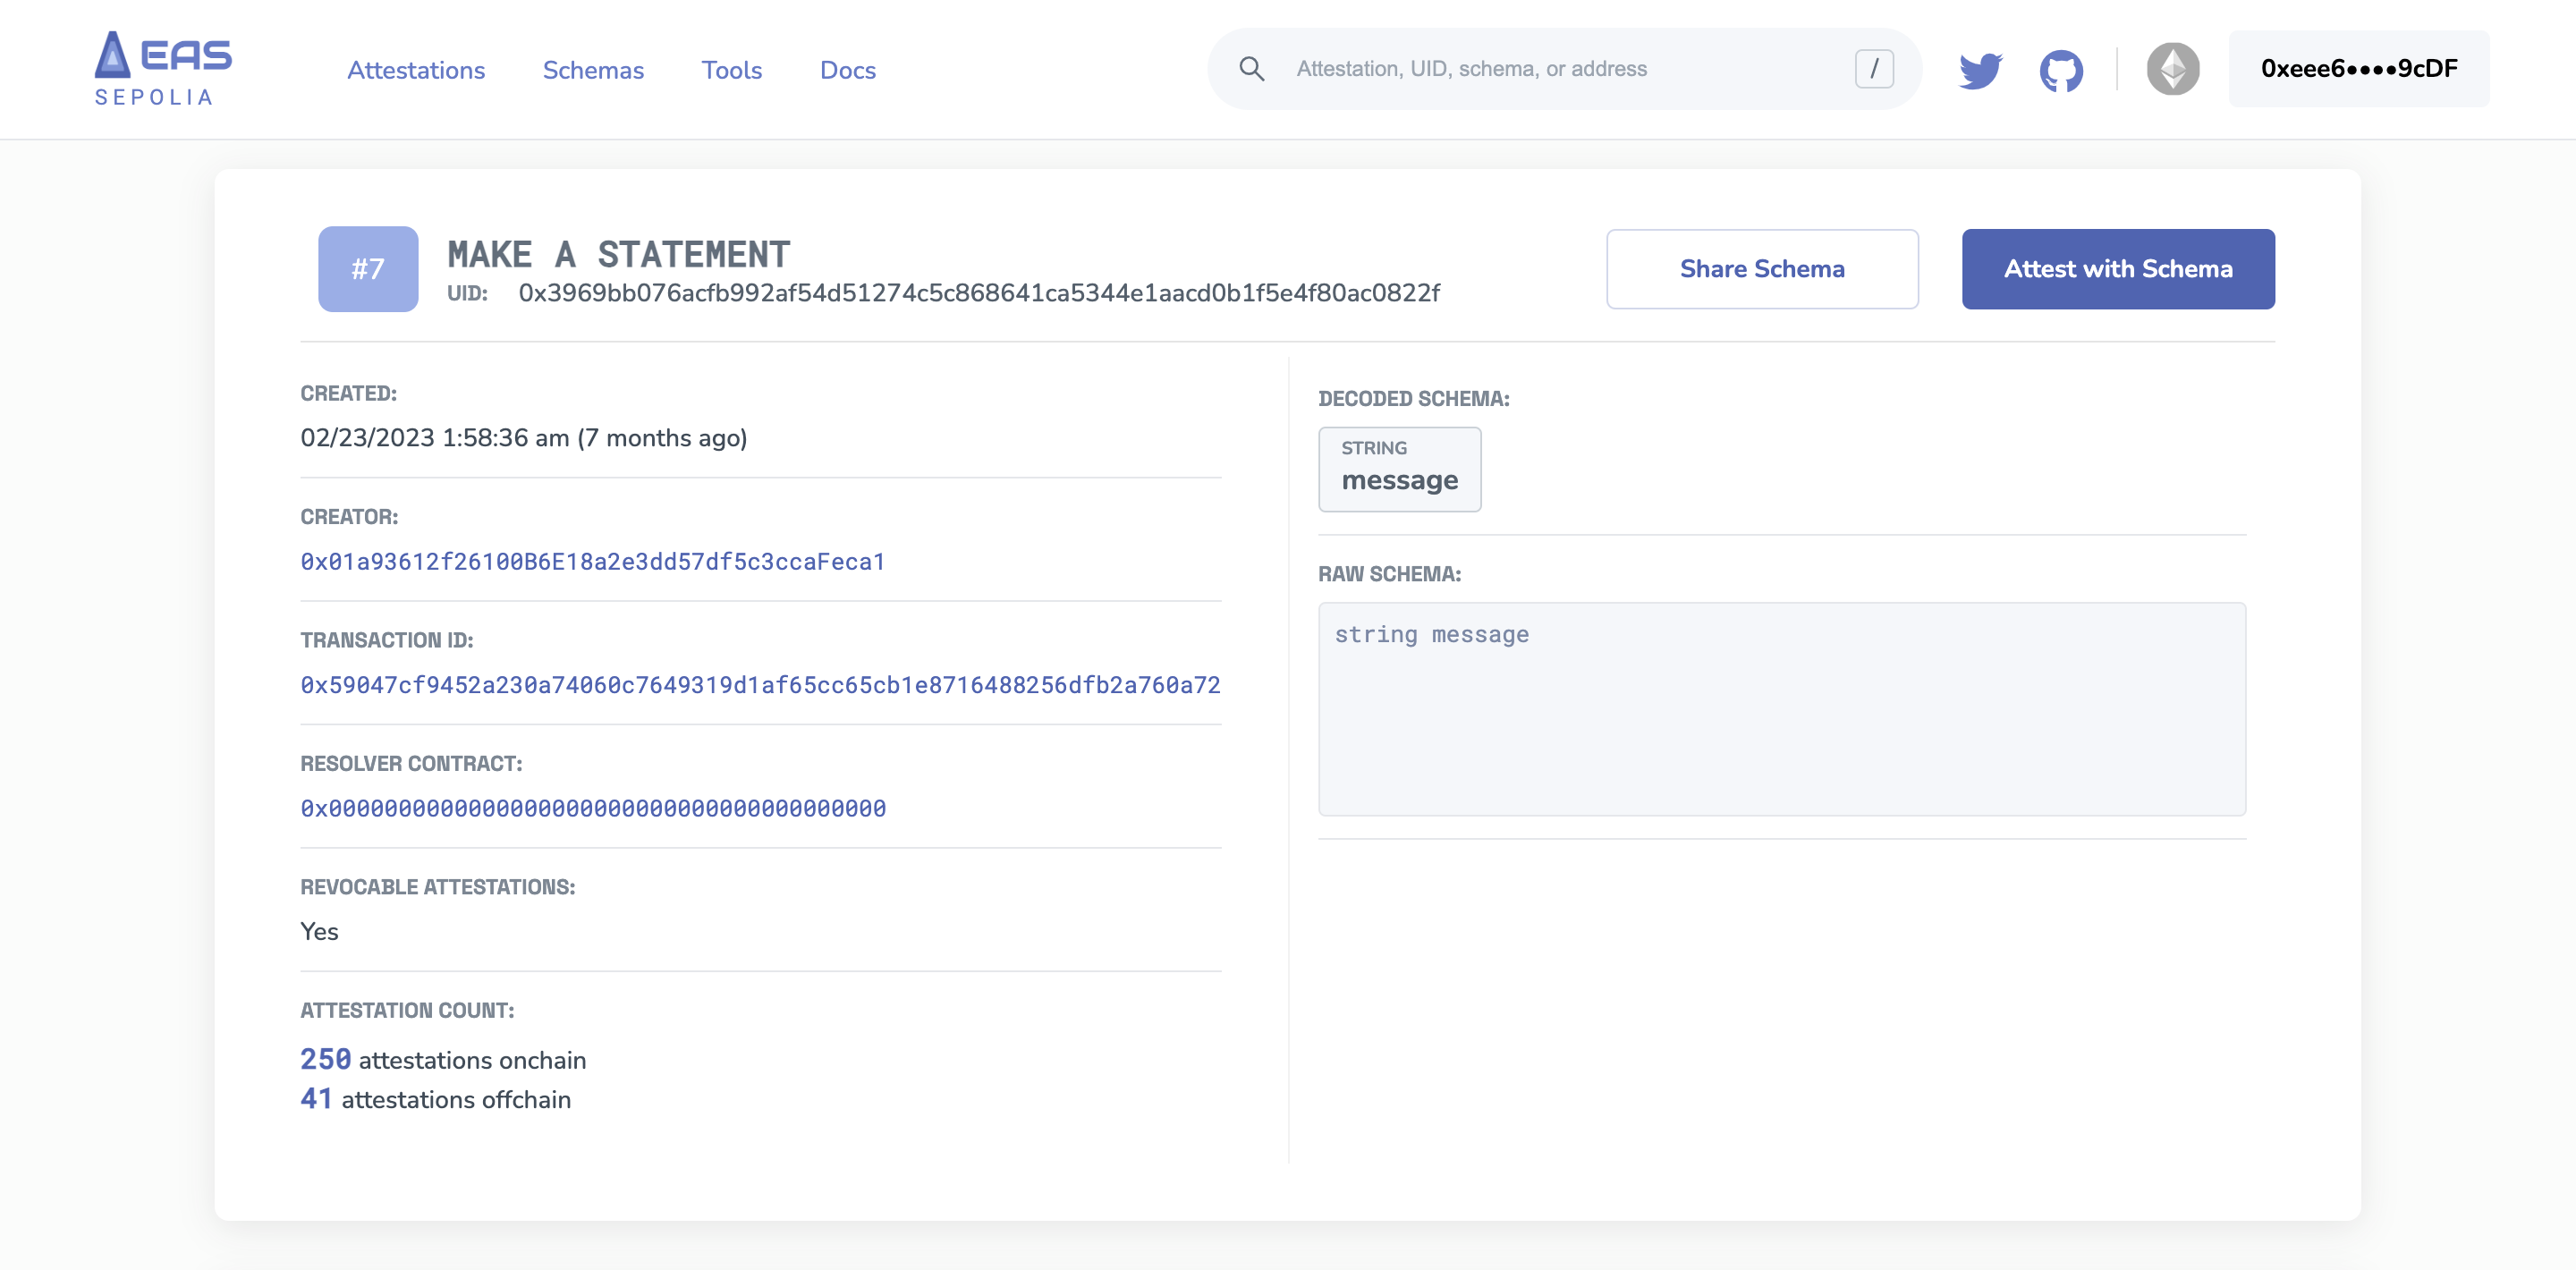 EAS
SEPOLIA
Attestations
Schemas
Tools
Docs
Attestation, UID, schema, or address
/
0xeee6••••9cDF
#7
MAKE A STATEMENT
UID: 0x3969bb076acfb992af54d51274c5c868641ca5344e1aacd0b1f5e4f80ac0822f
Share Schema
Attest with Schema
CREATED:
02/23/2023 1:58:36 am (7 months ago)
CREATOR:
0x01a93612f26100B6E18a2e3dd57df5c3ccaFeca1
TRANSACTION ID:
0x59047cf9452a230a74060c7649319d1af65cc65cb1e8716488256dfb2a760a72
RESOLVER CONTRACT:
0x0000000000000000000000000000000000000000
REVOCABLE ATTESTATIONS:
Yes
ATTESTATION COUNT:
250 attestations onchain
41 attestations offchain
DECODED SCHEMA:
STRING
message
RAW SCHEMA:
string message